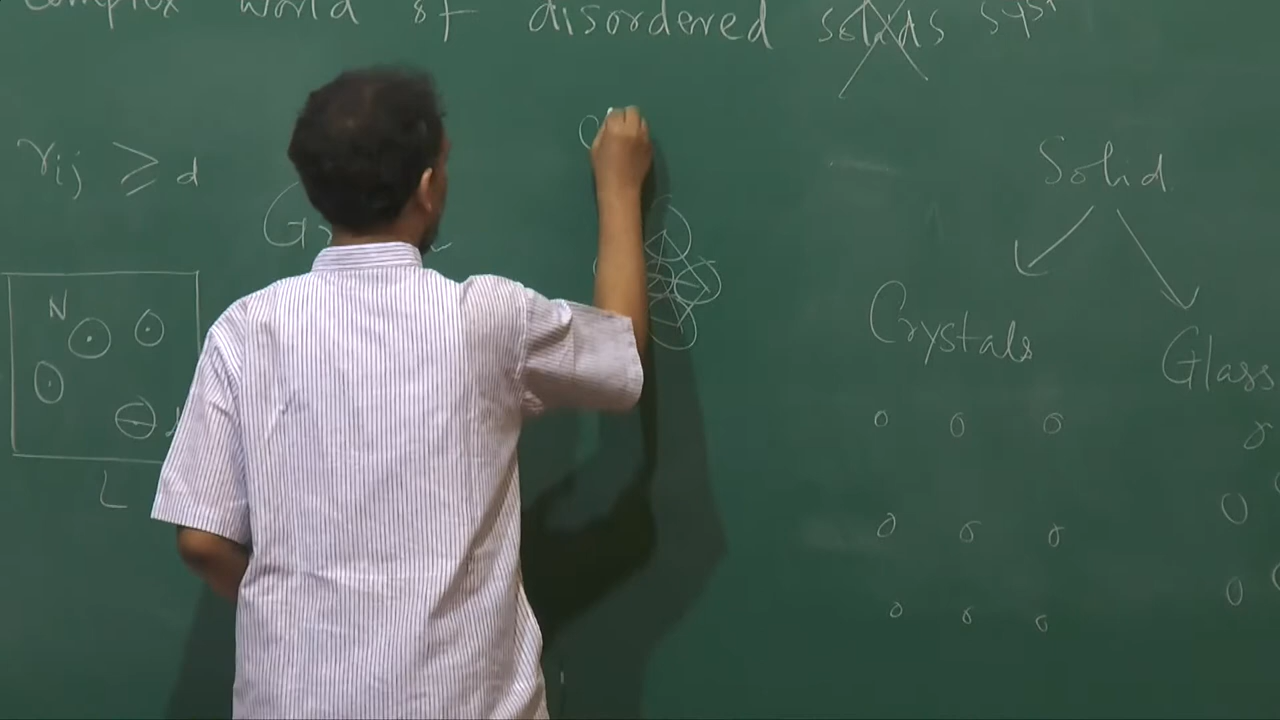 complex world of disordered solids syst
rij ≥ d
Solid
N
Crystals
Glass
L